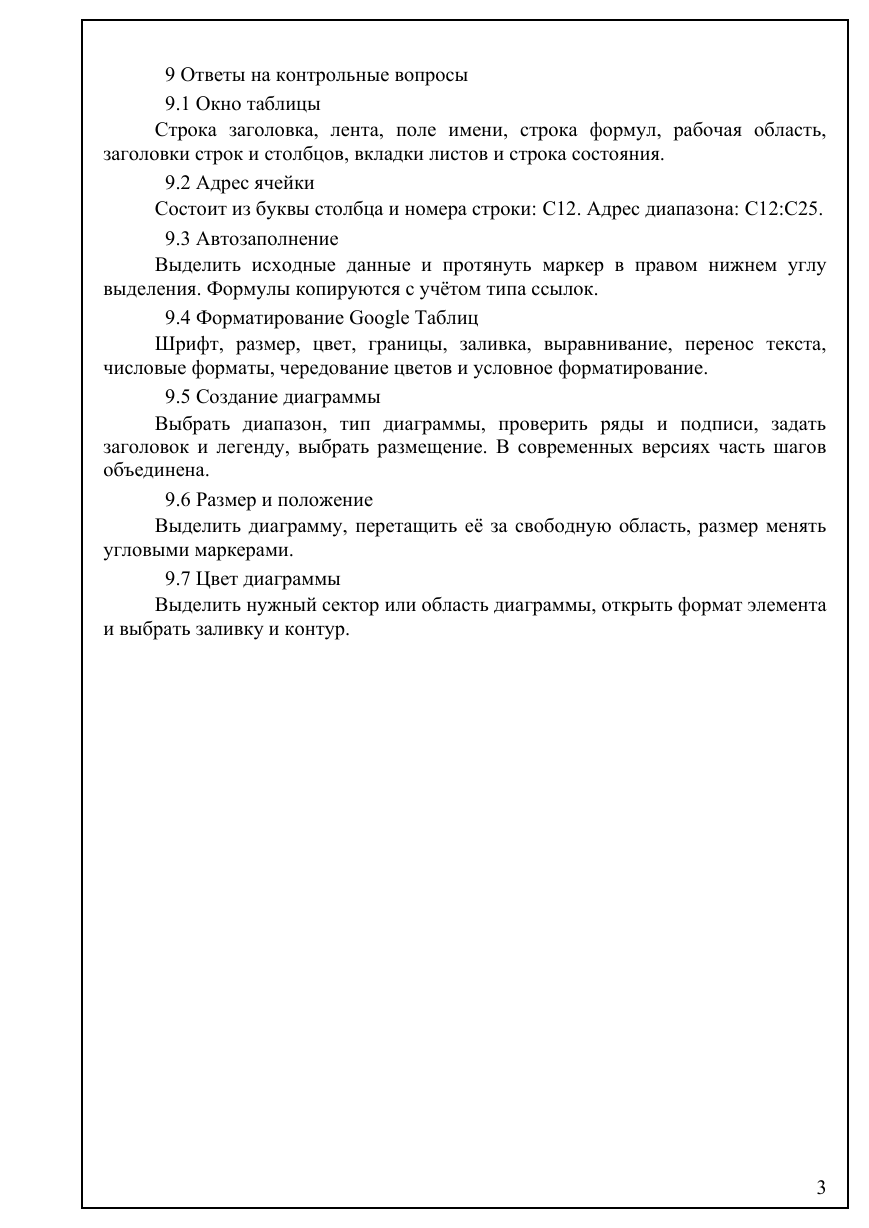 9 Ответы на контрольные вопросы
9.1 Окно таблицы
Строка заголовка, лента, поле имени, строка формул, рабочая область,
заголовки строк и столбцов, вкладки листов и строка состояния.
9.2 Адрес ячейки
Состоит из буквы столбца и номера строки: C12. Адрес диапазона: C12:C25.
9.3 Автозаполнение
Выделить исходные данные и протянуть маркер в правом нижнем углу
выделения. Формулы копируются с учётом типа ссылок.
9.4 Форматирование Google Таблиц
Шрифт, размер, цвет, границы, заливка, выравнивание, перенос текста,
числовые форматы, чередование цветов и условное форматирование.
9.5 Создание диаграммы
Выбрать диапазон, тип диаграммы, проверить ряды и подписи, задать
заголовок и легенду, выбрать размещение. В современных версиях часть шагов
объединена.
9.6 Размер и положение
Выделить диаграмму, перетащить её за свободную область, размер менять
угловыми маркерами.
9.7 Цвет диаграммы
Выделить нужный сектор или область диаграммы, открыть формат элемента
и выбрать заливку и контур.
3